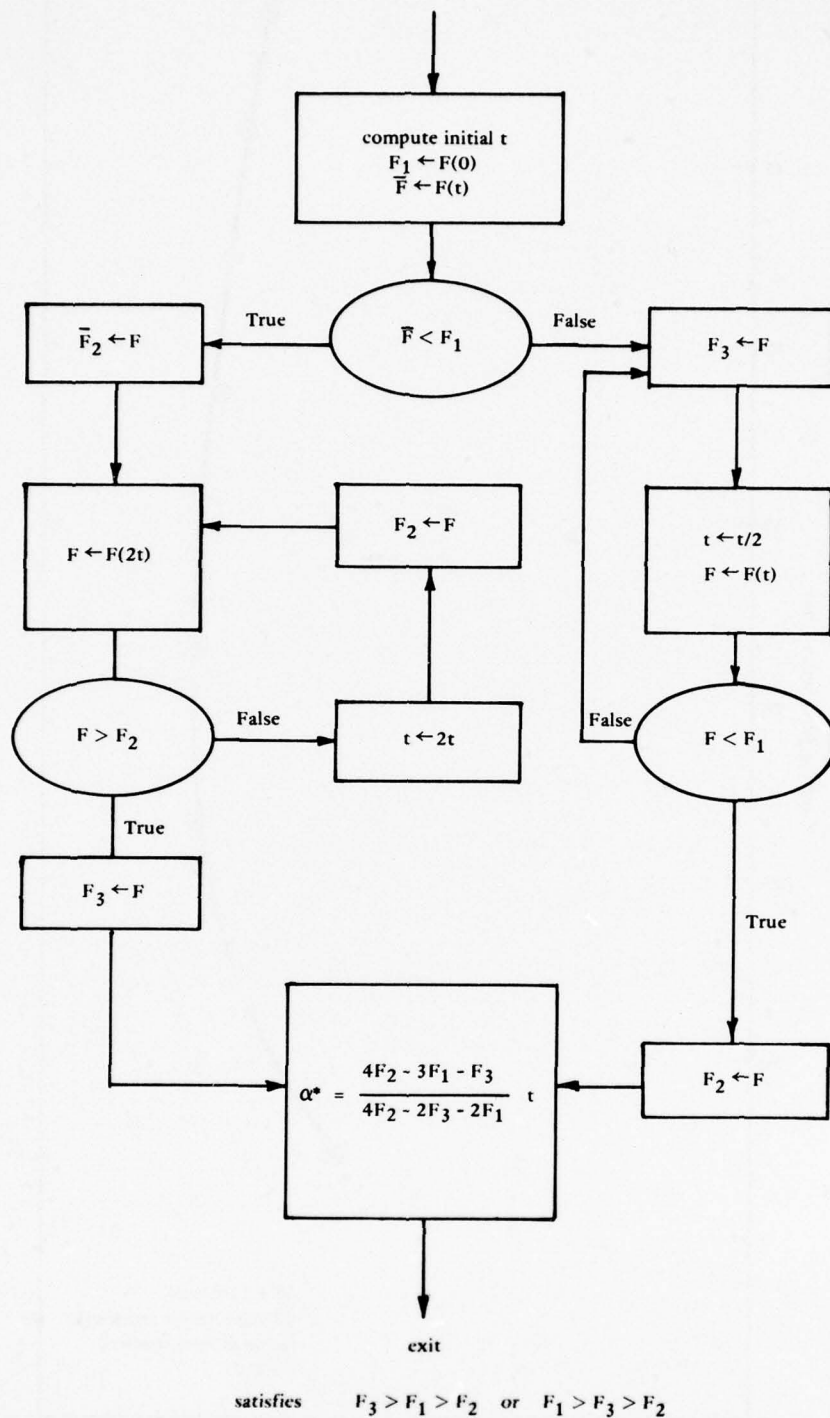 compute initial t
F₁ ← F(0)
F̅ ← F(t)
True
F̅ < F₁
False
F̅₂ ← F
F₃ ← F
F ← F(2t)
F₂ ← F
t ← t/2
F ← F(t)
F > F₂
False
t ← 2t
False
F < F₁
True
F₃ ← F
True
α* = (4F₂ - 3F₁ - F₃) / (4F₂ - 2F₃ - 2F₁) t
F₂ ← F
exit
satisfies F₃ > F₁ > F₂ or F₁ > F₃ > F₂